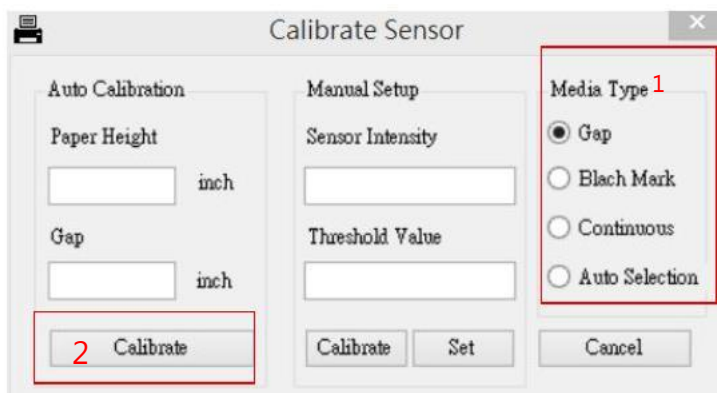 Calibrate Sensor
Auto Calibration
Paper Height
inch
Gap
inch
2
Calibrate
Manual Setup
Sensor Intensity
Threshold Value
Calibrate
Set
Media Type
1
Gap
Blach Mark
Continuous
Auto Selection
Cancel